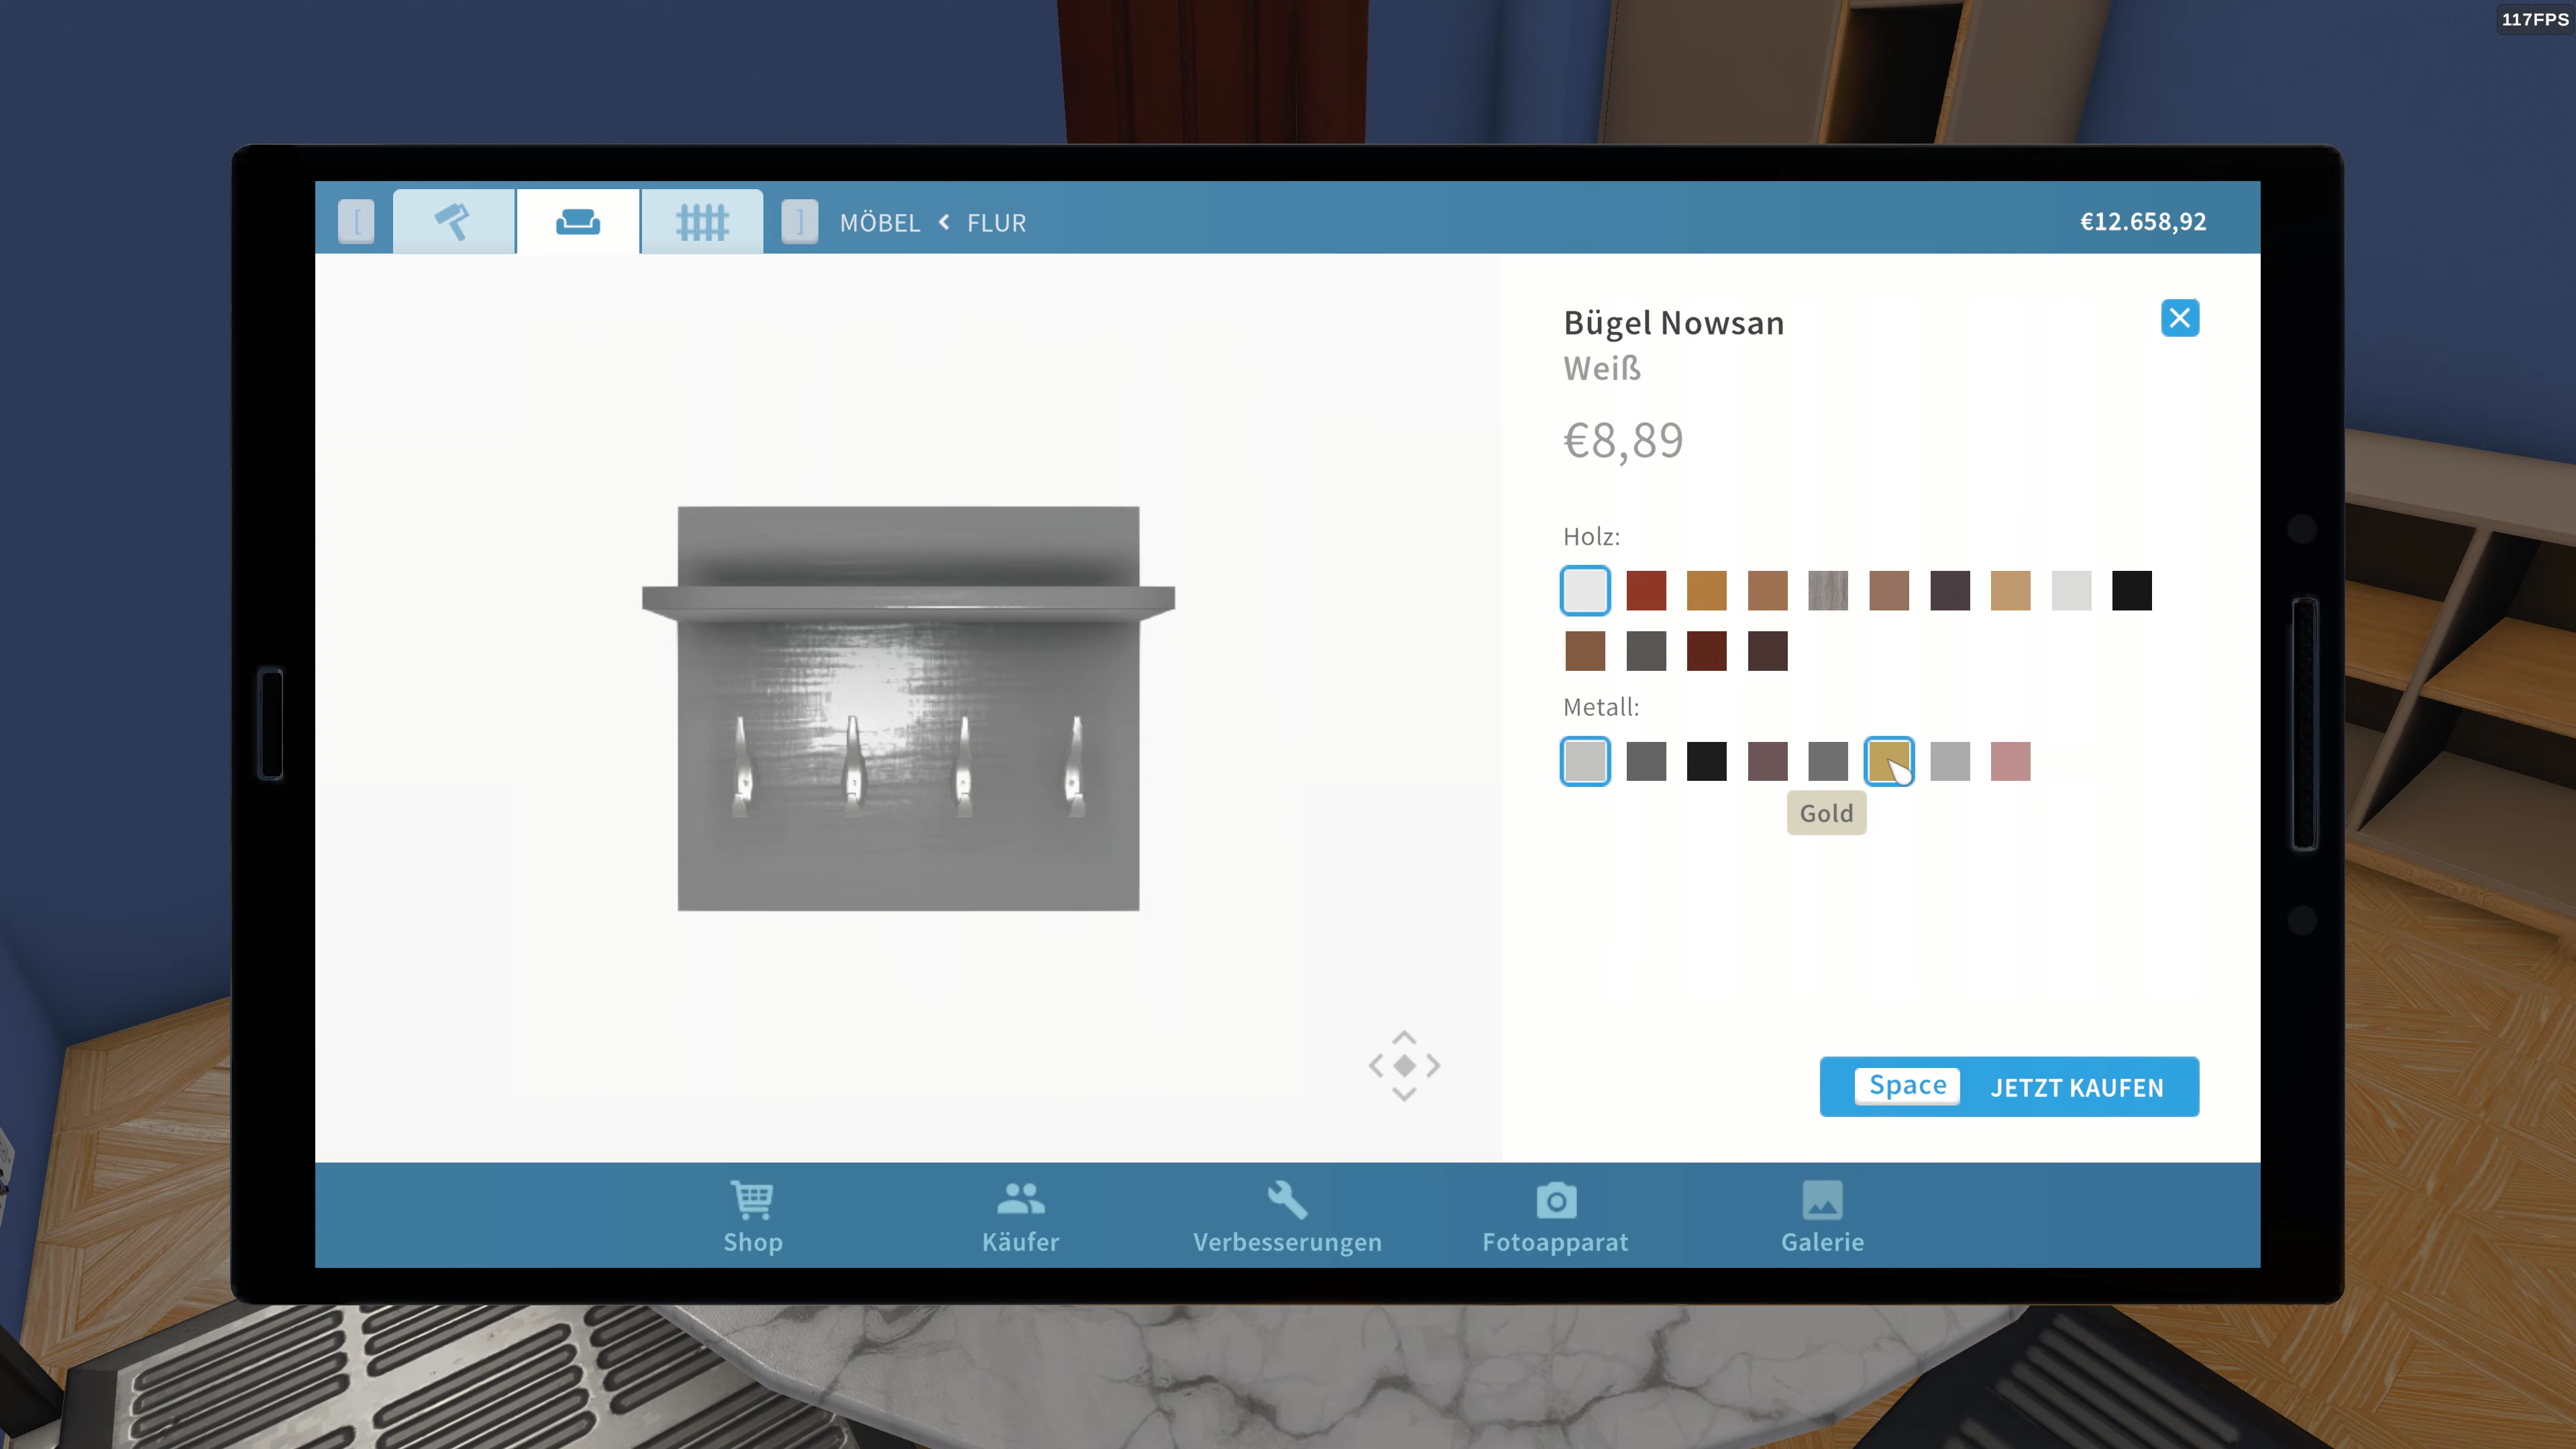 117FPS
[
]
MÖBEL < FLUR
€12.658,92
Bügel Nowsan
Weiß
€8,89
Holz:
Metall:
Gold
Space JETZT KAUFEN
Shop
Käufer
Verbesserungen
Fotoapparat
Galerie